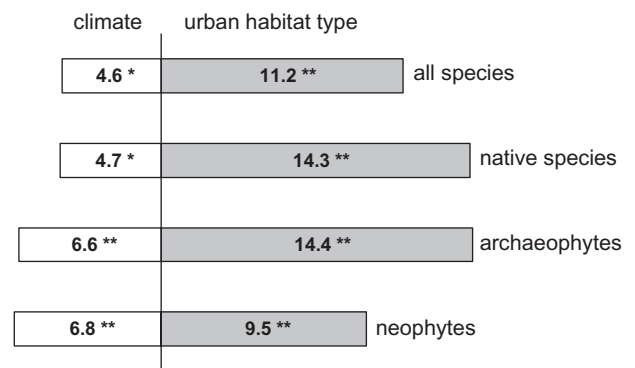 climate urban habitat type
4.6 * 11.2 ** all species
4.7 * 14.3 ** native species
6.6 ** 14.4 ** archaeophytes
6.8 ** 9.5 ** neophytes